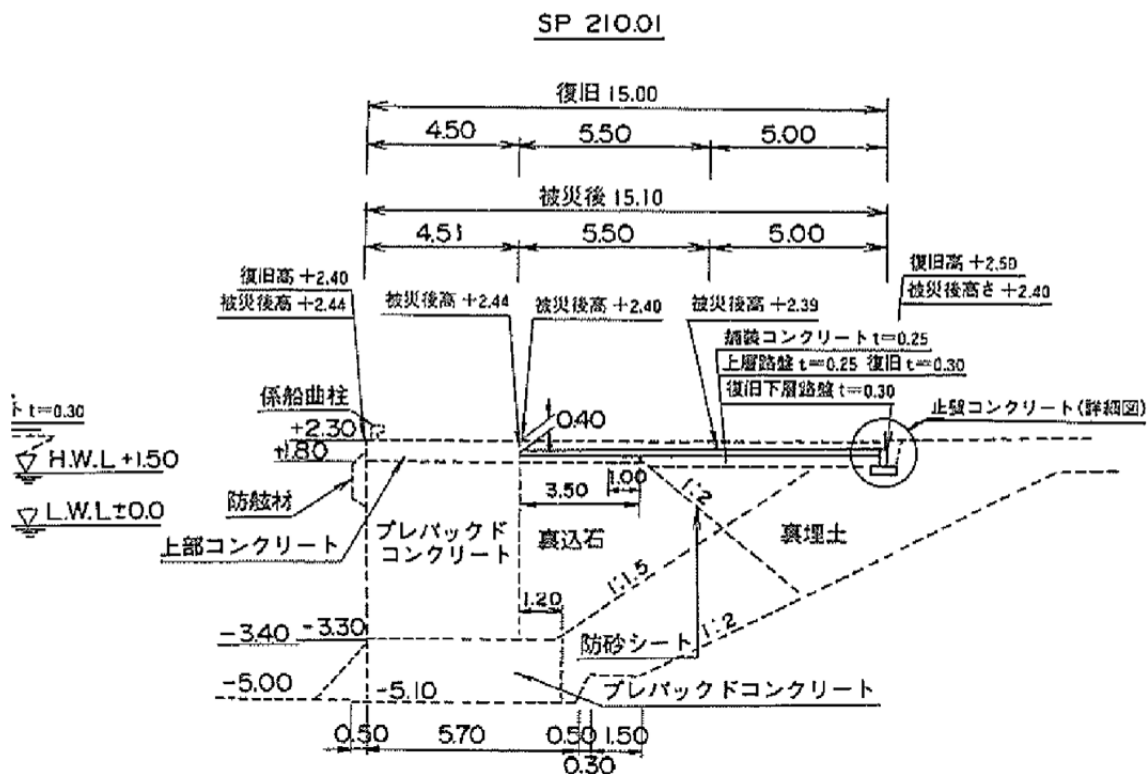 SP 210.01
復旧 15.00
4.50 5.50 5.00
被災後 15.10
4.51 5.50 5.00
復旧高 +2.40
被災後高 +2.44
被災後高 +2.44
被災後高 +2.40
被災後高 +2.39
復旧高 +2.50
被災後高さ +2.40
舗装コンクリート t=0.25
上層路盤 t=0.25 復旧 t=0.30
復旧下層路盤 t=0.30
止壁コンクリート(詳細図)
係船曲柱
0.40
ト t=0.30
+2.30
+1.80
H.W.L +1.50
防舷材
L.W.L ±0.0
上部コンクリート
プレパックド
コンクリート
3.50
1.00
1:2
裏込石
裏埋土
1:1.5
1.20
1:2
防砂シート
-3.40
-3.30
-5.00
-5.10
プレパックドコンクリート
0.50 5.70 0.50 1.50
0.30